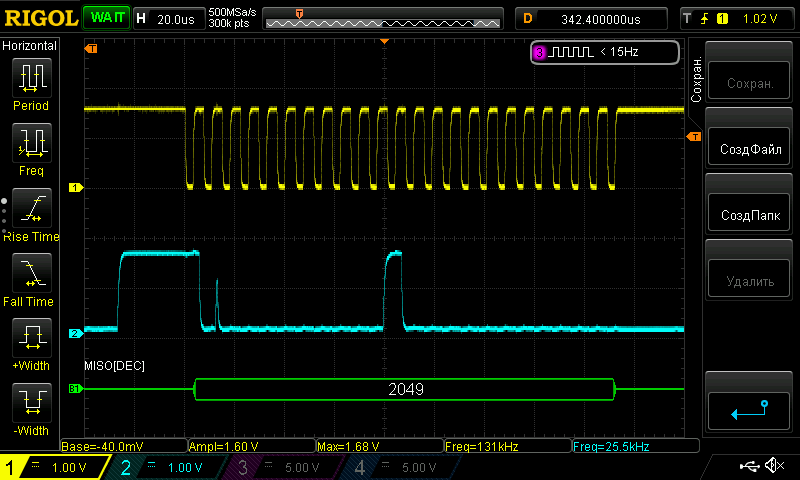 RIGOL WAIT H 20.0us 500MSa/s 300k pts T D 342.400000us T 1 1.02 V
Horizontal
Period
Freq
Rise Time
Fall Time
+Width
-Width
T
3 < 15Hz
1
2
MISO[DEC]
B1 2049
T
Сохран.
Сохран.
СоздФайл
СоздПапк
Удалить
Base=-40.0mV Ampl=1.60 V Max=1.68 V Freq=131kHz Freq=25.5kHz
1 = 1.00 V 2 = 1.00 V 3 = 5.00 V 4 = 5.00 V